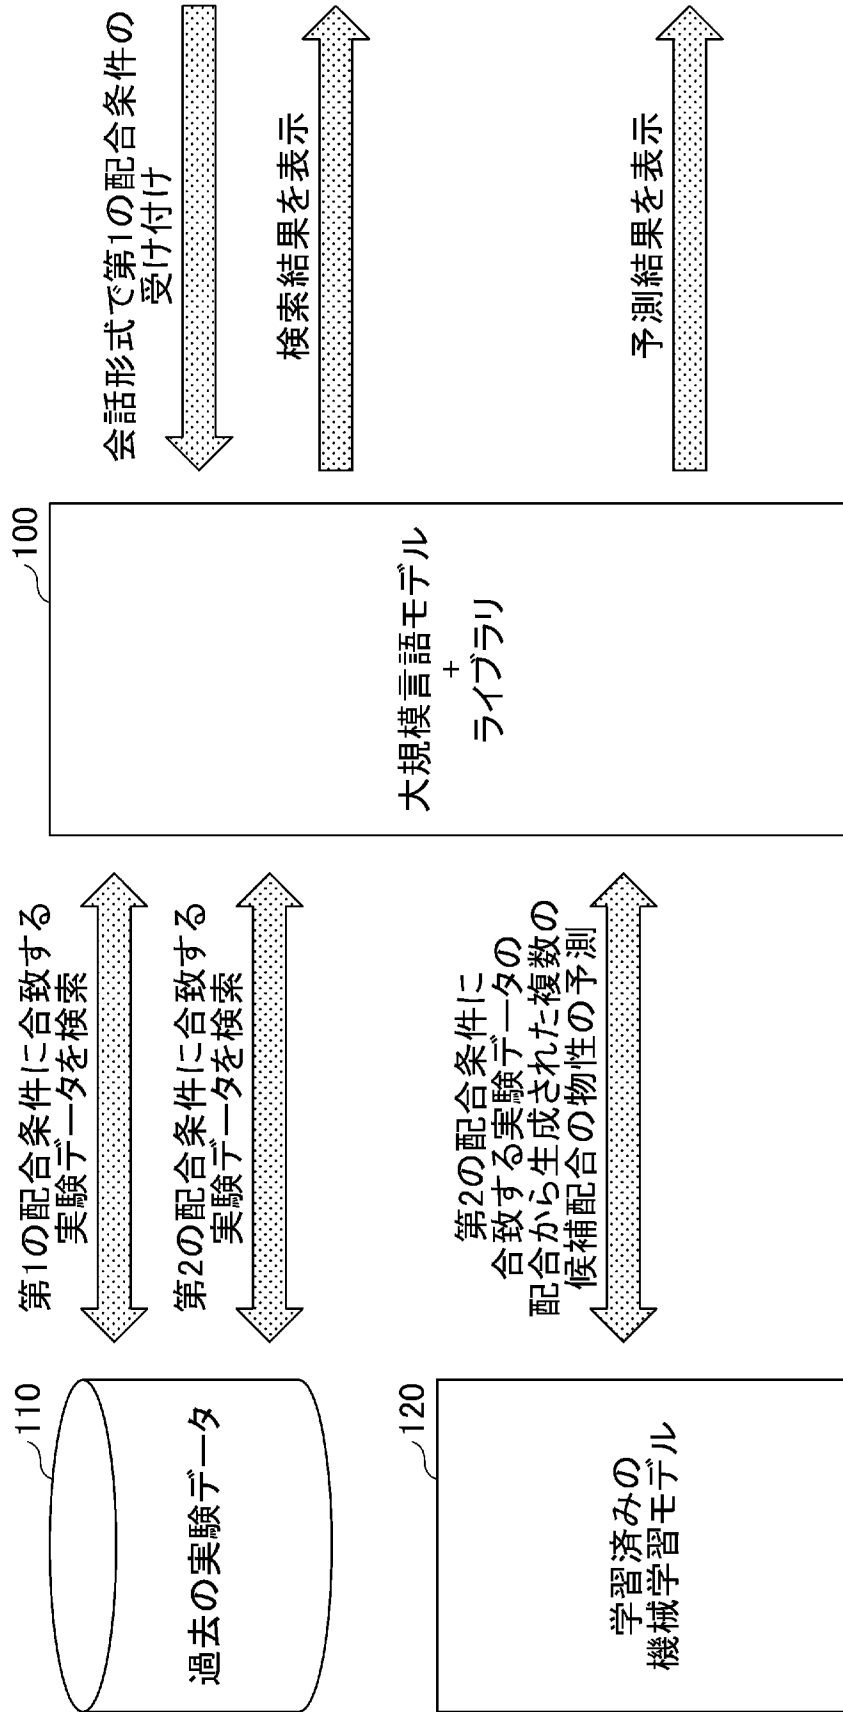 110
過去の実験データ
120
学習済みの
機械学習モデル
第1の配合条件に合致する
実験データを検索
第2の配合条件に合致する
実験データを検索
第2の配合条件に
合致する実験データの
配合から生成された複数の
候補配合の物性の予測
100
大規模言語モデル
+
ライブラリ
会話形式で第1の配合条件の
受け付け
検索結果を表示
予測結果を表示